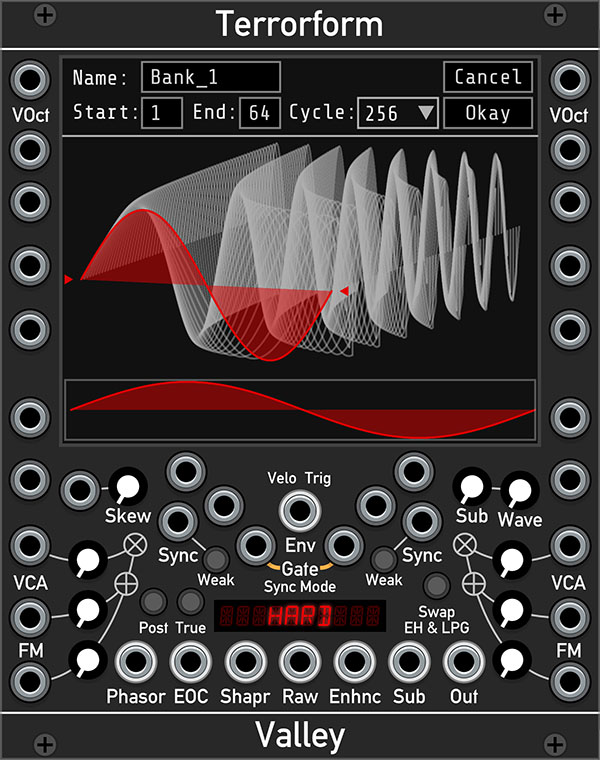 Terrorform
Name: Bank_1 Cancel
Start: 1 End: 64 Cycle: 256 Okay
VOct VOct
Velo Trig
Skew Sub Wave
Sync Env Sync
Weak Gate Weak
VCA Sync Mode VCA
Post True HARD Swap
EH & LPG
FM FM
Phasor EOC Shapr Raw Enhnc Sub Out
Valley